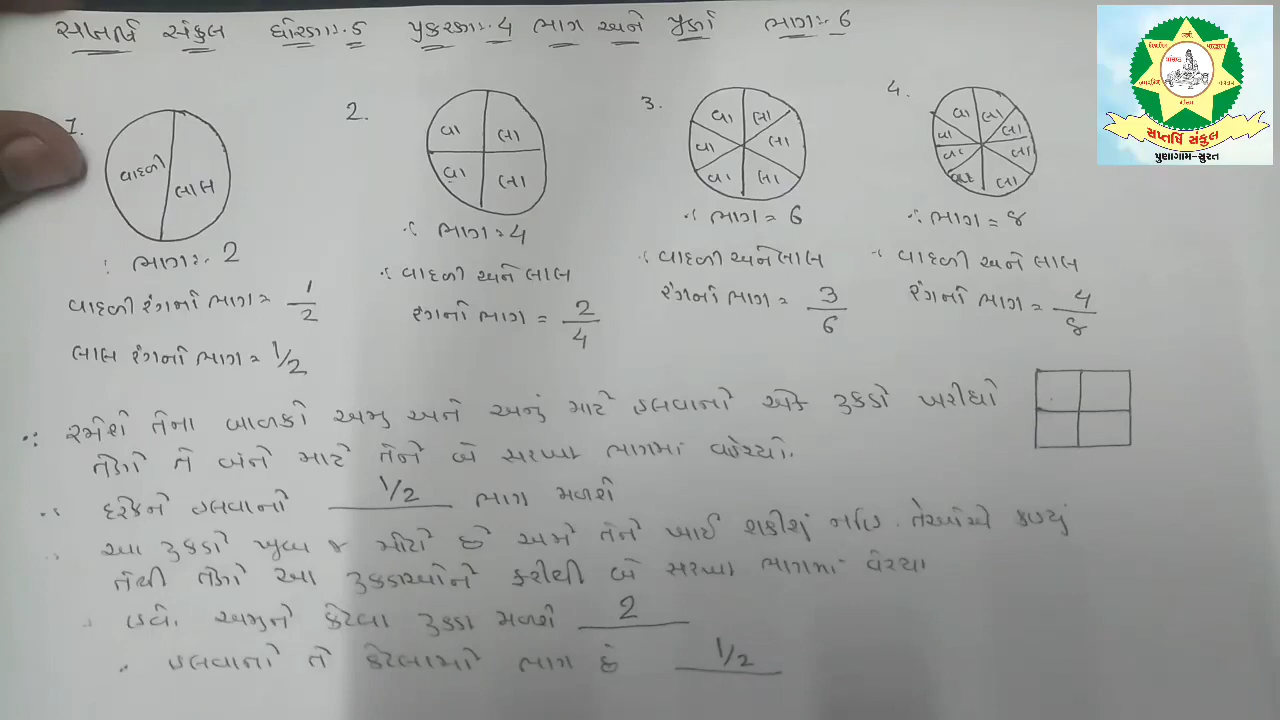 સપ્તર્ષિ સંકુલ ધોરણઃ-5 પ્રકરણઃ-4 ભાગ અને પૂર્ણ ભાગઃ-6
1.
વાદળી
લાલ
ભાગઃ- 2
વાદળી રંગનો ભાગ = 1/2
લાલ રંગનો ભાગ = 1/2
2.
વા લા
વા લા
∴ ભાગ = 4
∴ વાદળી અને લાલ
રંગનો ભાગ = 2/4
3.
વા લા
વા લા
વા લા
∴ ભાગ = 6
∴ વાદળી અને લાલ
રંગનો ભાગ = 3/6
4.
વા લા
વા લા
વા લા
વા લા
∴ ભાગ = 8
∴ વાદળી અને લાલ
રંગનો ભાગ = 4/8
∴ રમેશે તેના બાળકો અમુ અને અનું માટે હલવાનો એક ટુકડો ખરીધો
તેણે તે બંને માટે તેને બે સરખા ભાગમાં વહેચ્યો.
∴ દરેકને હલવાનો 1/2 ભાગ મળશે
∴ આ ટુકડો ખુબ જ મોટો છે અમે તેને ખાઈ શકીશું નહિ. તેઓએ કહ્યું
તેથી તેણે આ ટુકડાઓને ફરીથી બે સરખા ભાગમાં વેચ્યા
હવે. અમુને કેટલા ટુકડા મળશે 2
∴ હલવાનો તે કેટલામો ભાગ છે 1/2
સપ્તર્ષિ સંકુલ
પુણાગામ-સુરત